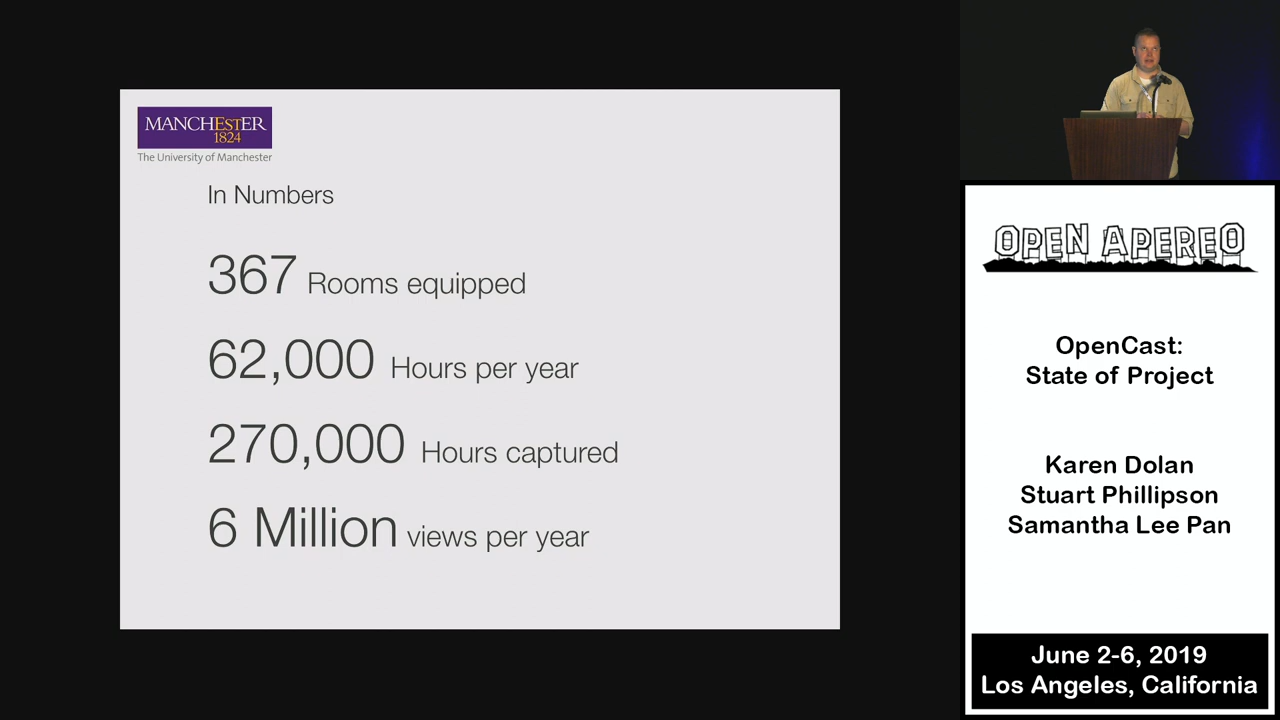 MANCHESTER
1824
The University of Manchester
In Numbers
367 Rooms equipped
62,000 Hours per year
270,000 Hours captured
6 Million views per year
OPEN APEREO
OpenCast:
State of Project
Karen Dolan
Stuart Phillipson
Samantha Lee Pan
June 2-6, 2019
Los Angeles, California